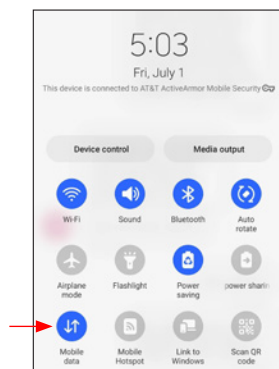 5:03
Fri, July 1
This device is connected to AT&T ActiveArmor Mobile Security
Device control
Media output
Wi-Fi
Sound
Bluetooth
Auto
rotate
Airplane
mode
Flashlight
Power
saving
power sharin
Mobile
data
Mobile
Hotspot
Link to
Windows
Scan QR
code